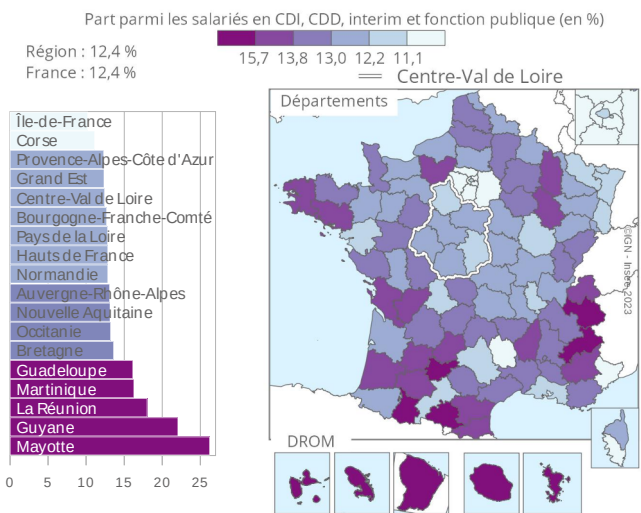 Part parmi les salariés en CDI, CDD, interim et fonction publique (en %)
Région : 12,4 %
France : 12,4 %
15,7 13,8 13,0 12,2 11,1
Centre-Val de Loire
Départements
Île-de-France
Corse
Provence-Alpes-Côte d'Azur
Grand Est
Centre-Val de Loire
Bourgogne-Franche-Comté
Pays de la Loire
Hauts de France
Normandie
Auvergne-Rhône-Alpes
Nouvelle Aquitaine
Occitanie
Bretagne
Guadeloupe
Martinique
La Réunion
Guyane
Mayotte
0 5 10 15 20 25
©IGN - Insee 2023
DROM